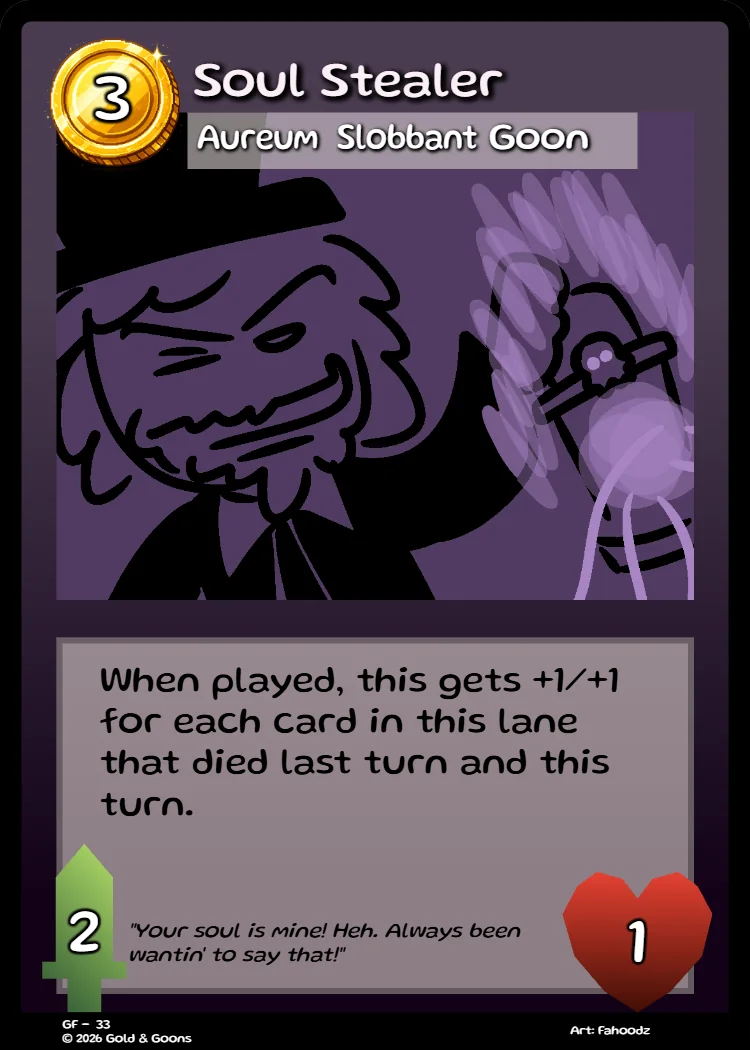 3
Soul Stealer
Aureum Slobbant Goon
When played, this gets +1/+1
for each card in this lane
that died last turn and this
turn.
2
"Your soul is mine! Heh. Always been
wantin' to say that!"
1
GF - 33
© 2026 Gold & Goons
Art: fahoodz